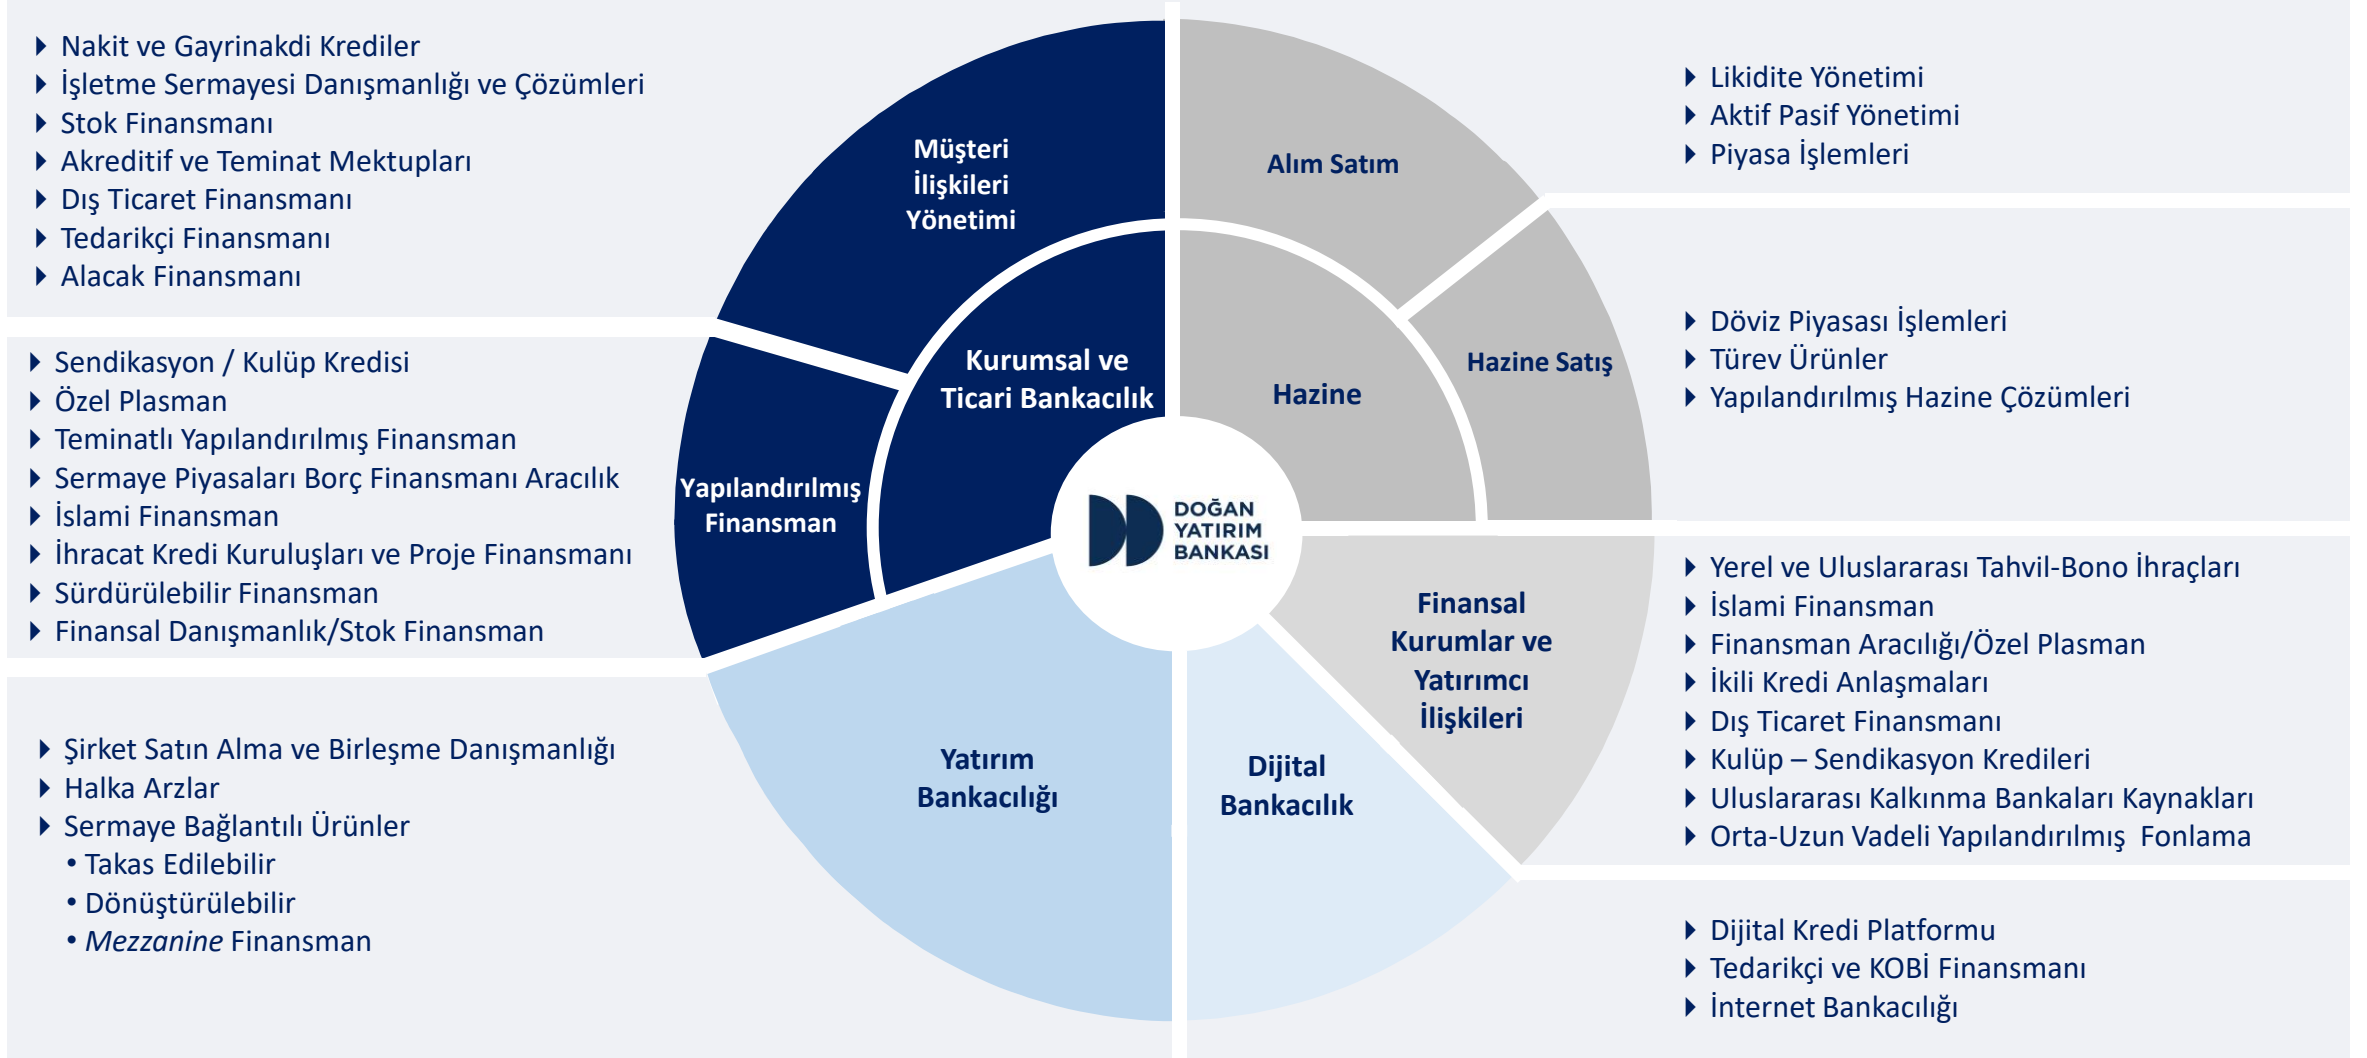 Nakit ve Gayrinakdi Krediler
İşletme Sermayesi Danışmanlığı ve Çözümleri
Stok Finansmanı
Akreditif ve Teminat Mektupları
Dış Ticaret Finansmanı
Tedarikçi Finansmanı
Alacak Finansmanı
Sendikasyon / Kulüp Kredisi
Özel Plasman
Teminatlı Yapılandırılmış Finansman
Sermaye Piyasaları Borç Finansmanı Aracılık
İslami Finansman
İhracat Kredi Kuruluşları ve Proje Finansmanı
Sürdürülebilir Finansman
Finansal Danışmanlık/Stok Finansman
Şirket Satın Alma ve Birleşme Danışmanlığı
Halka Arzlar
Sermaye Bağlantılı Ürünler
• Takas Edilebilir
• Dönüştürülebilir
• Mezzanine Finansman
Müşteri
İlişkileri
Yönetimi
Kurumsal ve
Ticari Bankacılık
Yapılandırılmış
Finansman
Yatırım
Bankacılığı
DOĞAN
YATIRIM
BANKASI
Alım Satım
Hazine
Hazine Satış
Finansal
Kurumlar ve
Yatırımcı
İlişkileri
Dijital
Bankacılık
Likidite Yönetimi
Aktif Pasif Yönetimi
Piyasa İşlemleri
Döviz Piyasası İşlemleri
Türev Ürünler
Yapılandırılmış Hazine Çözümleri
Yerel ve Uluslararası Tahvil-Bono İhraçları
İslami Finansman
Finansman Aracılığı/Özel Plasman
İkili Kredi Anlaşmaları
Dış Ticaret Finansmanı
Kulüp – Sendikasyon Kredileri
Uluslararası Kalkınma Bankaları Kaynakları
Orta-Uzun Vadeli Yapılandırılmış Fonlama
Dijital Kredi Platformu
Tedarikçi ve KOBİ Finansmanı
İnternet Bankacılığı